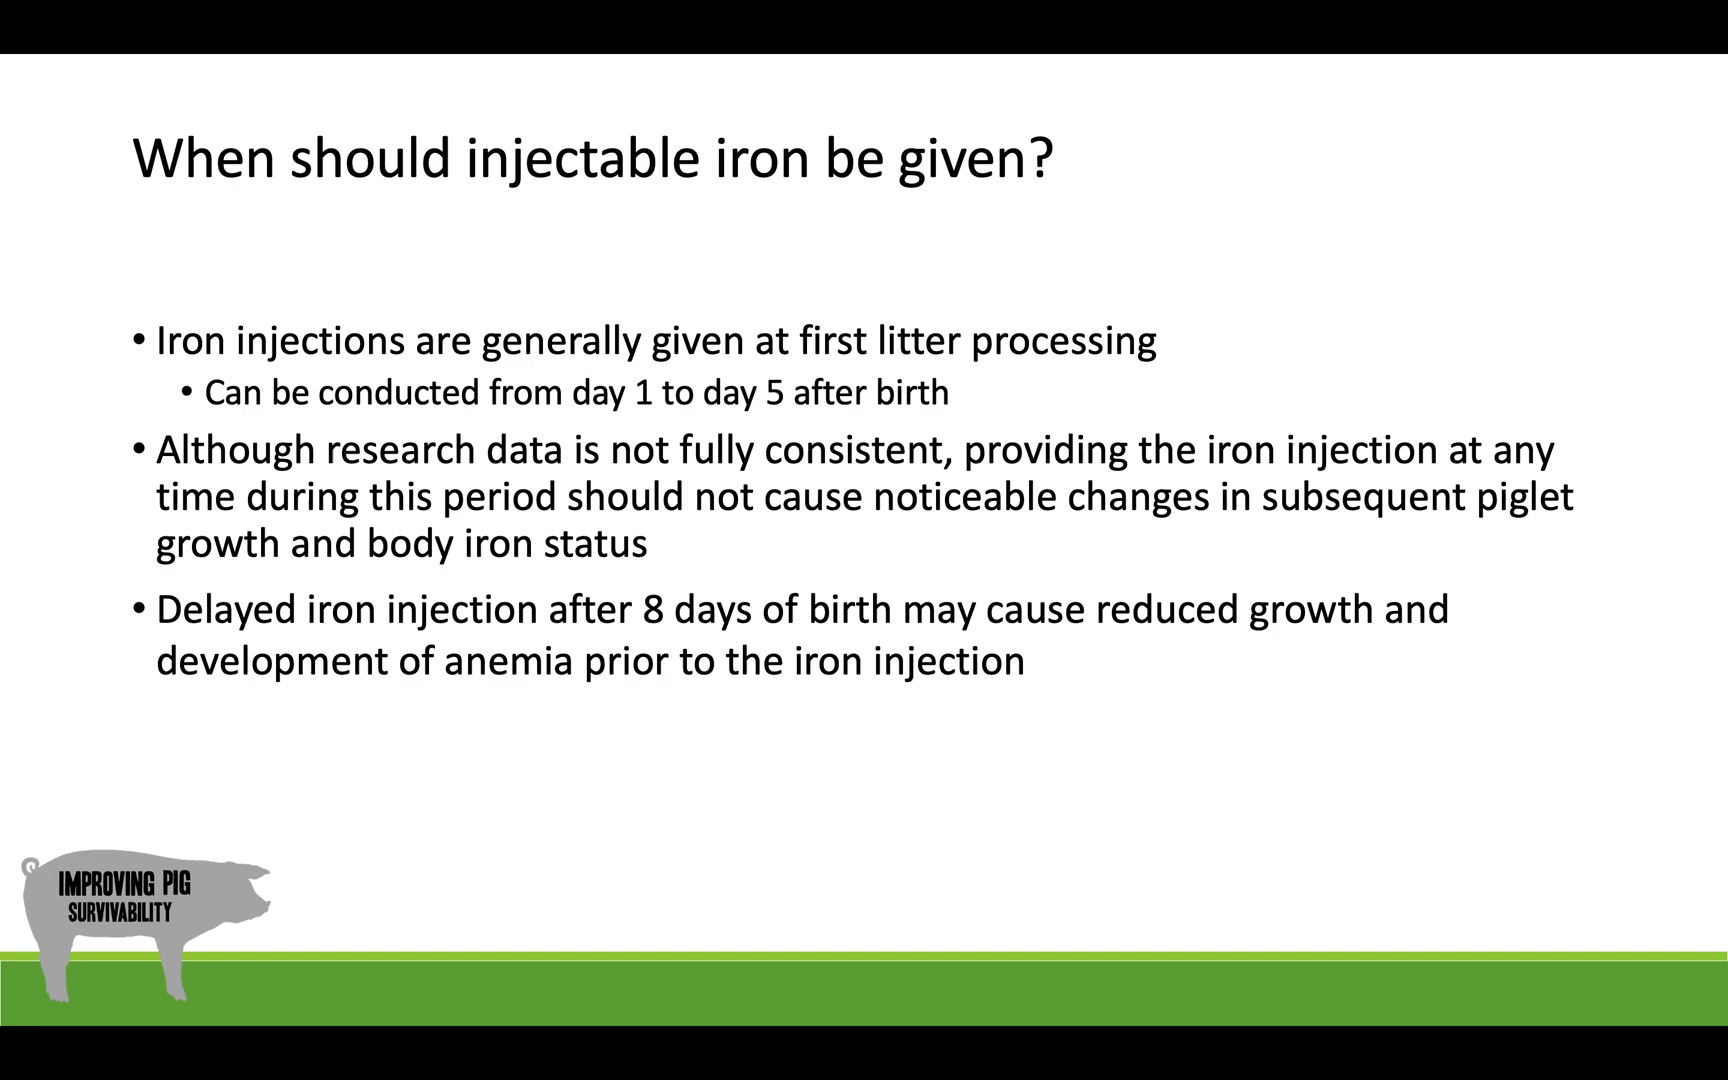 When should injectable iron be given?
• Iron injections are generally given at first litter processing
• Can be conducted from day 1 to day 5 after birth
• Although research data is not fully consistent, providing the iron injection at any
time during this period should not cause noticeable changes in subsequent piglet
growth and body iron status
• Delayed iron injection after 8 days of birth may cause reduced growth and
development of anemia prior to the iron injection
IMPROVING PIG
SURVIVABILITY